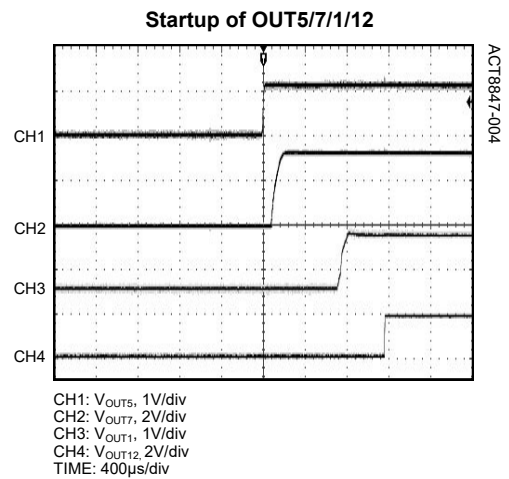 Startup of OUT5/7/1/12
ACT8847-004
CH1
CH2
CH3
CH4
CH1: VOUT5, 1V/div
CH2: VOUT7, 2V/div
CH3: VOUT1, 1V/div
CH4: VOUT12, 2V/div
TIME: 400µs/div